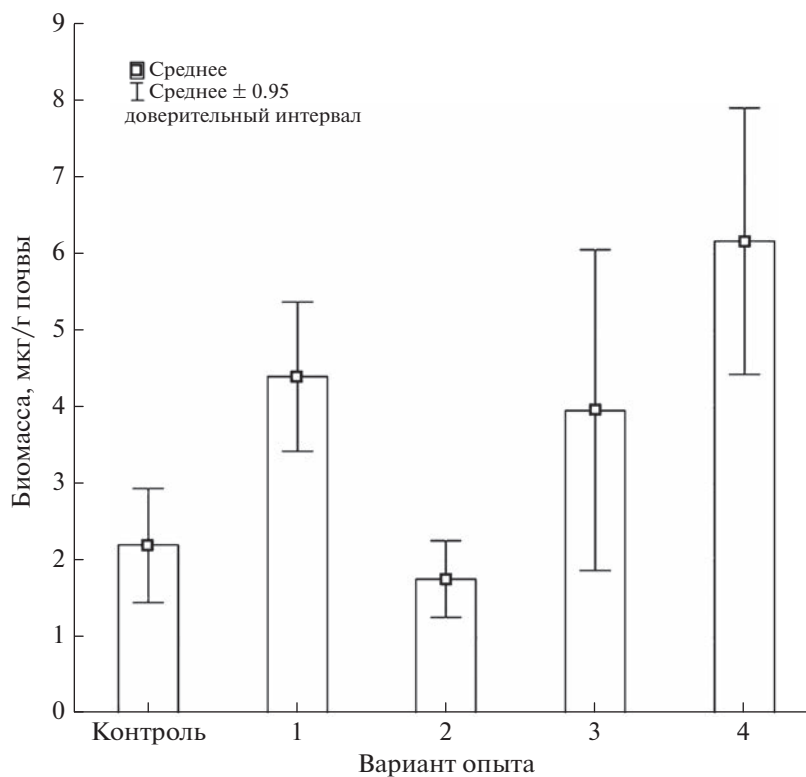 9
8
7
6
5
4
3
2
1
0
Биомасса, мкг/г почвы
Среднее
Среднее ± 0.95
доверительный интервал
Контроль 1 2 3 4
Вариант опыта